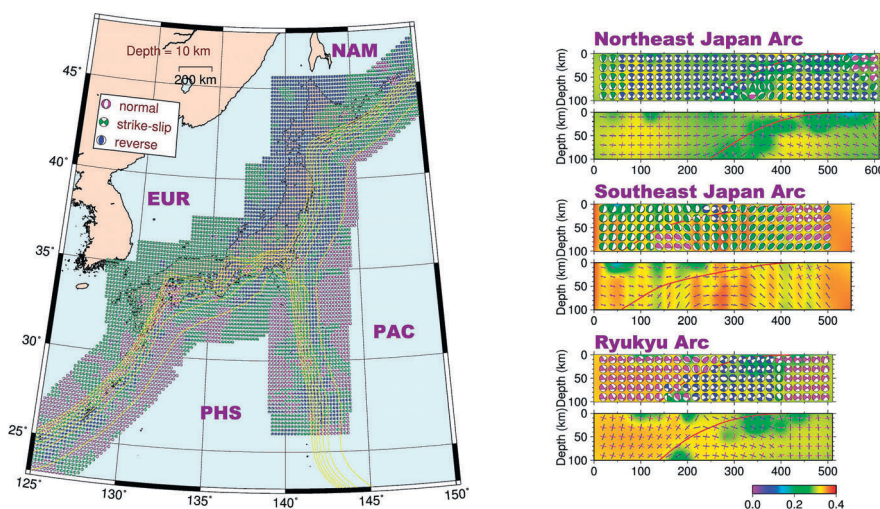 Depth = 10 km
200 km
NAM
normal
strike-slip
reverse
EUR
PAC
PHS
45°
40°
35°
30°
25°
125°
130°
135°
140°
145°
150°
Northeast Japan Arc
Depth (km)
0
50
100
Depth (km)
0
50
100
0 100 200 300 400 500 600
Southeast Japan Arc
Depth (km)
0
50
100
Depth (km)
0
50
100
0 100 200 300 400 500
Ryukyu Arc
Depth (km)
0
50
100
Depth (km)
0
50
100
0 100 200 300 400 500
0.0 0.2 0.4